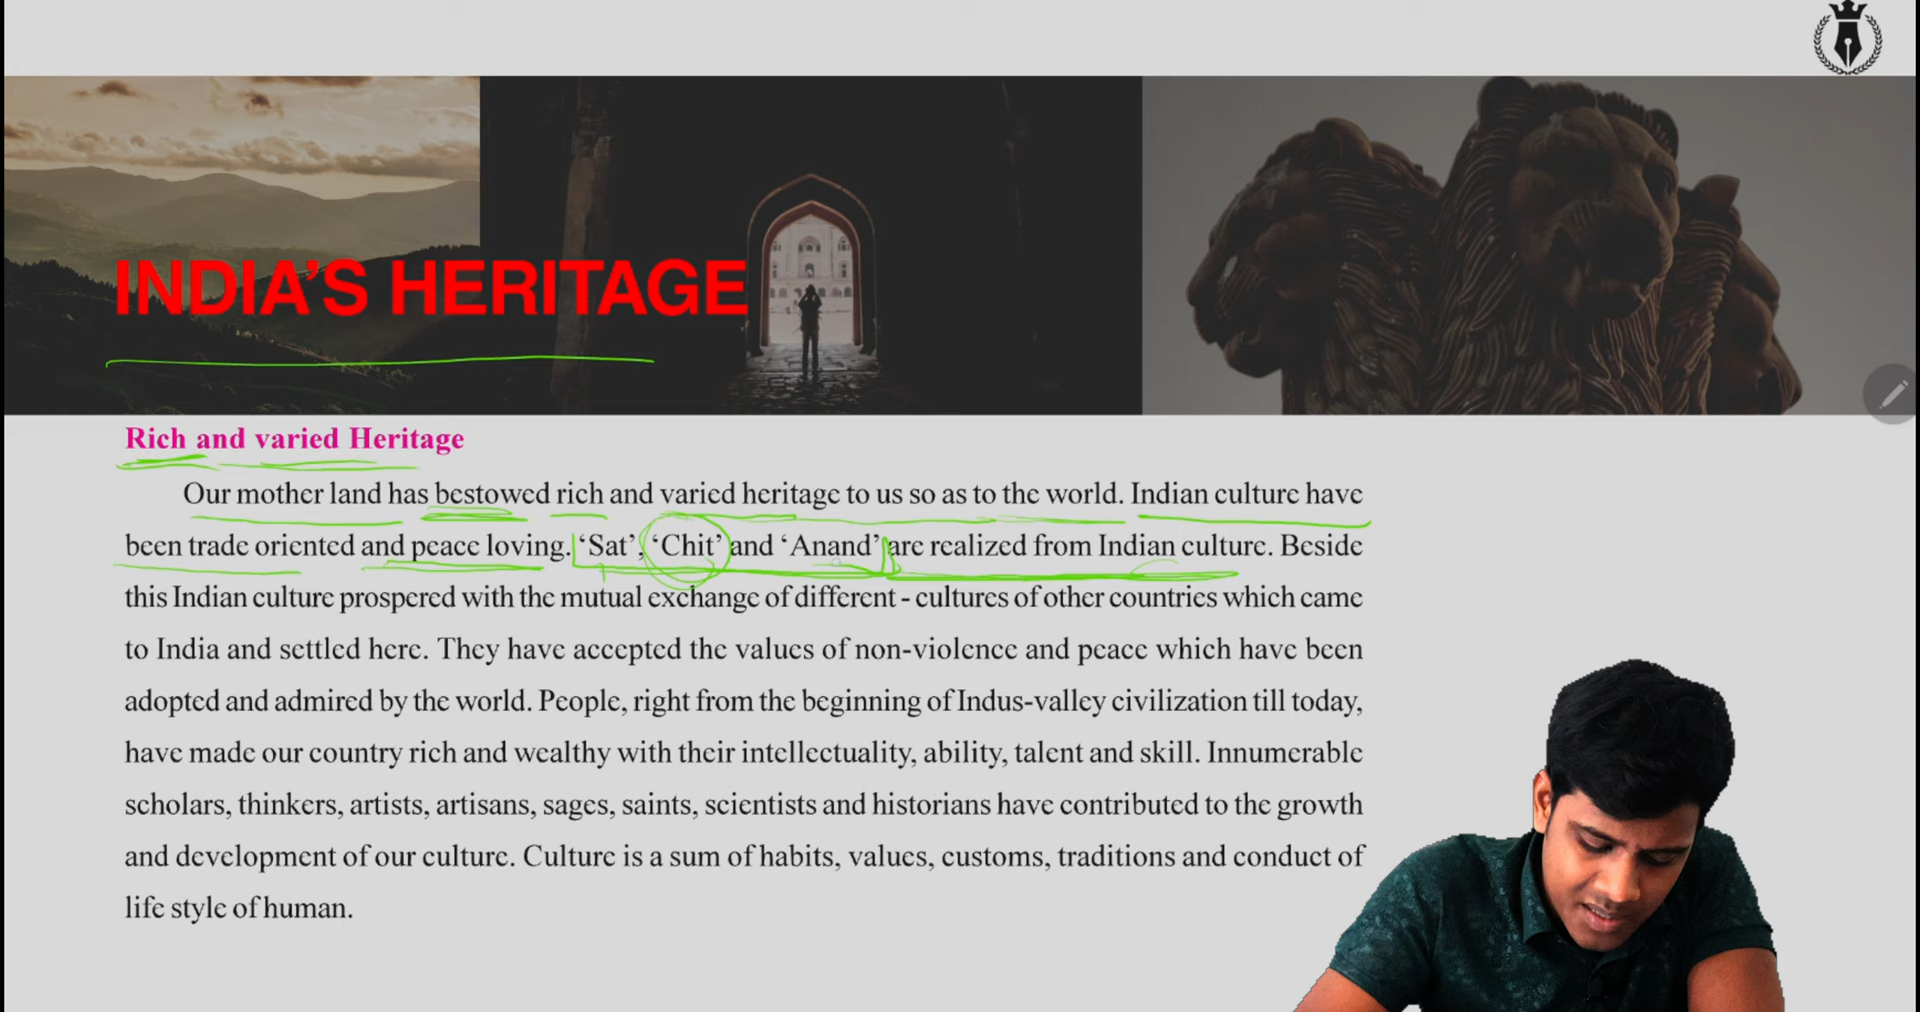 INDIA'S HERITAGE
Rich and varied Heritage
Our mother land has bestowed rich and varied heritage to us so as to the world. Indian culture have
been trade oriented and peace loving. ‘Sat’, ‘Chit’ and ‘Anand’ are realized from Indian culture. Beside
this Indian culture prospered with the mutual exchange of different - cultures of other countries which came
to India and settled here. They have accepted the values of non-violence and peace which have been
adopted and admired by the world. People, right from the beginning of Indus-valley civilization till today,
have made our country rich and wealthy with their intellectuality, ability, talent and skill. Innumerable
scholars, thinkers, artists, artisans, sages, saints, scientists and historians have contributed to the growth
and development of our culture. Culture is a sum of habits, values, customs, traditions and conduct of
life style of human.